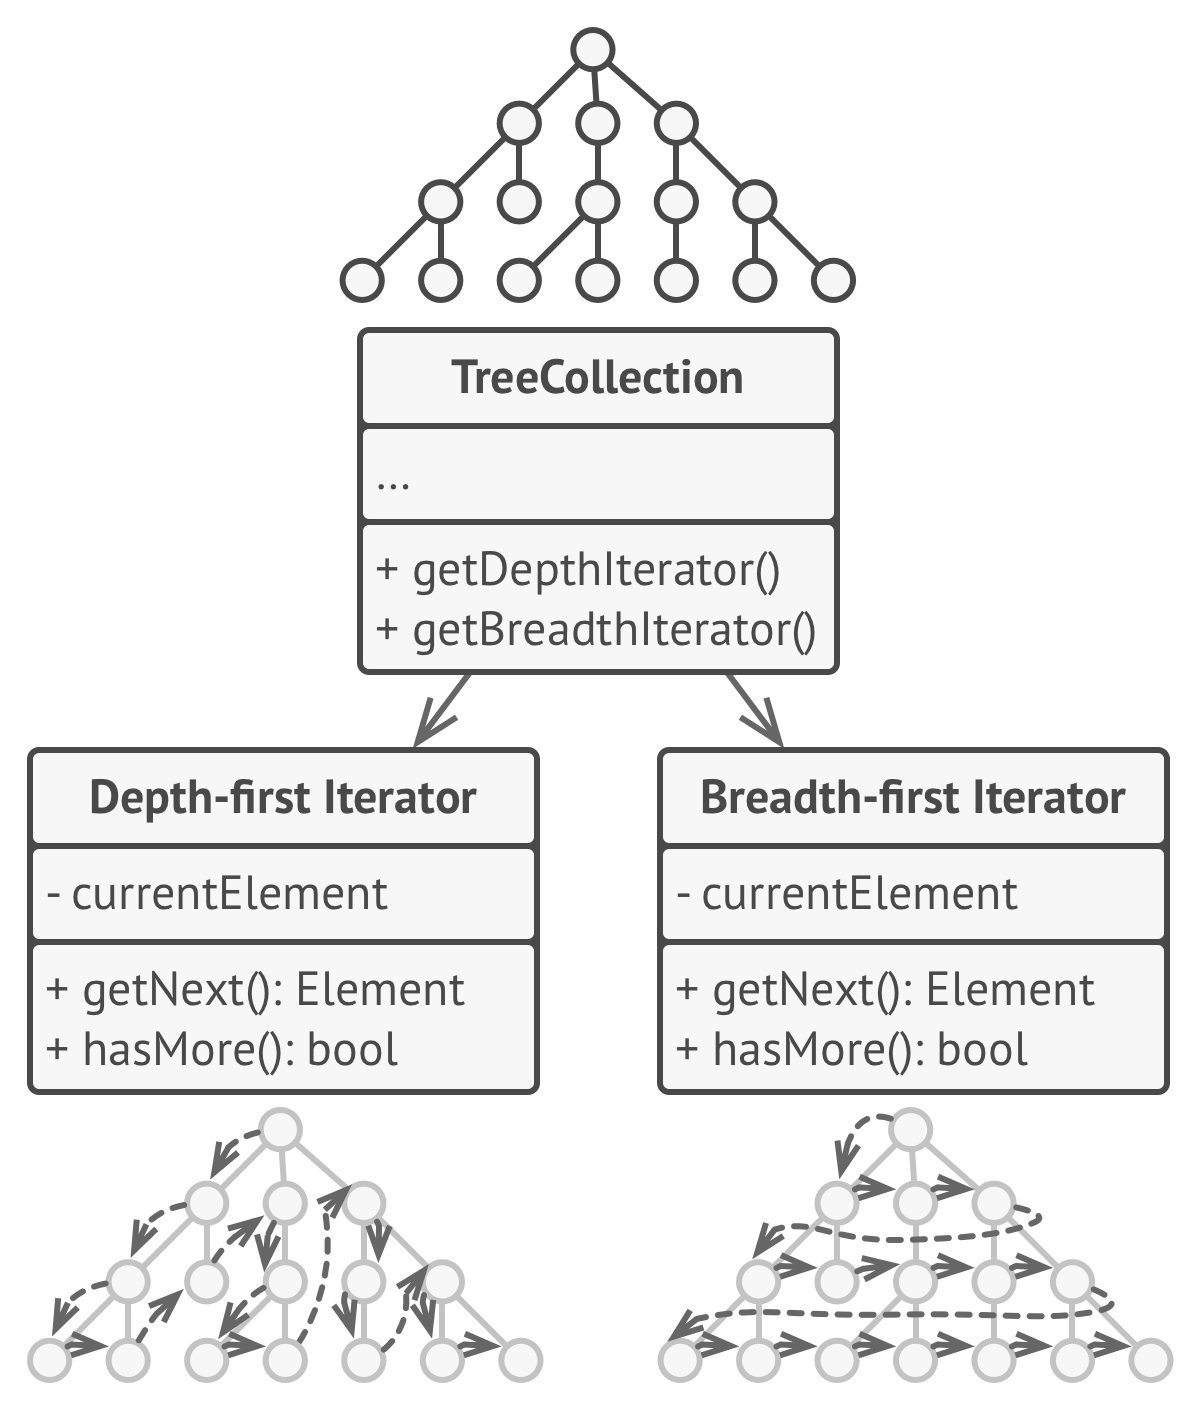 TreeCollection
...
+ getDepthIterator()
+ getBreadthIterator()
Depth-first Iterator
- currentElement
+ getNext(): Element
+ hasMore(): bool
Breadth-first Iterator
- currentElement
+ getNext(): Element
+ hasMore(): bool